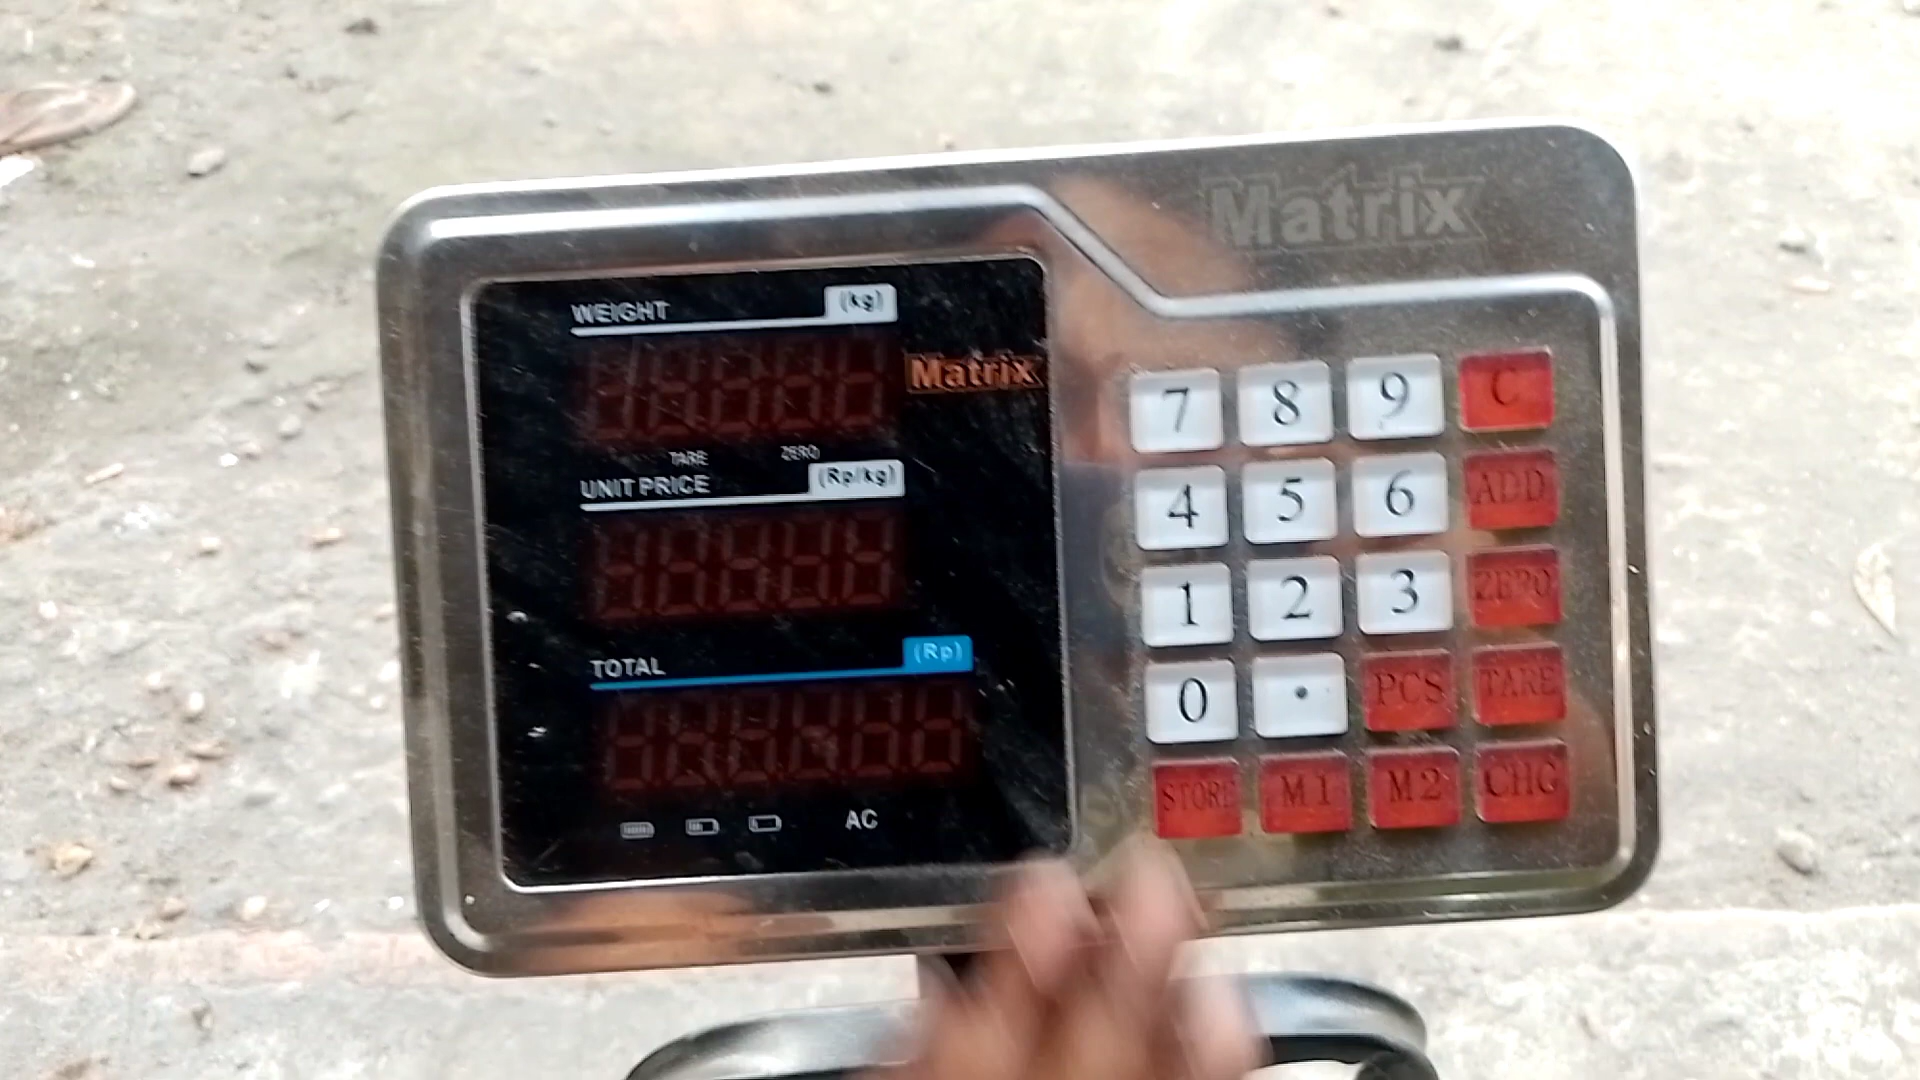 Matrix
WEIGHT (kg)
Matrix
TARE ZERO
UNIT PRICE (Rp/kg)
TOTAL (Rp)
AC
7 8 9 C
4 5 6 ADD
1 2 3 ZERO
0 . PCS TARE
STORE M1 M2 CHG